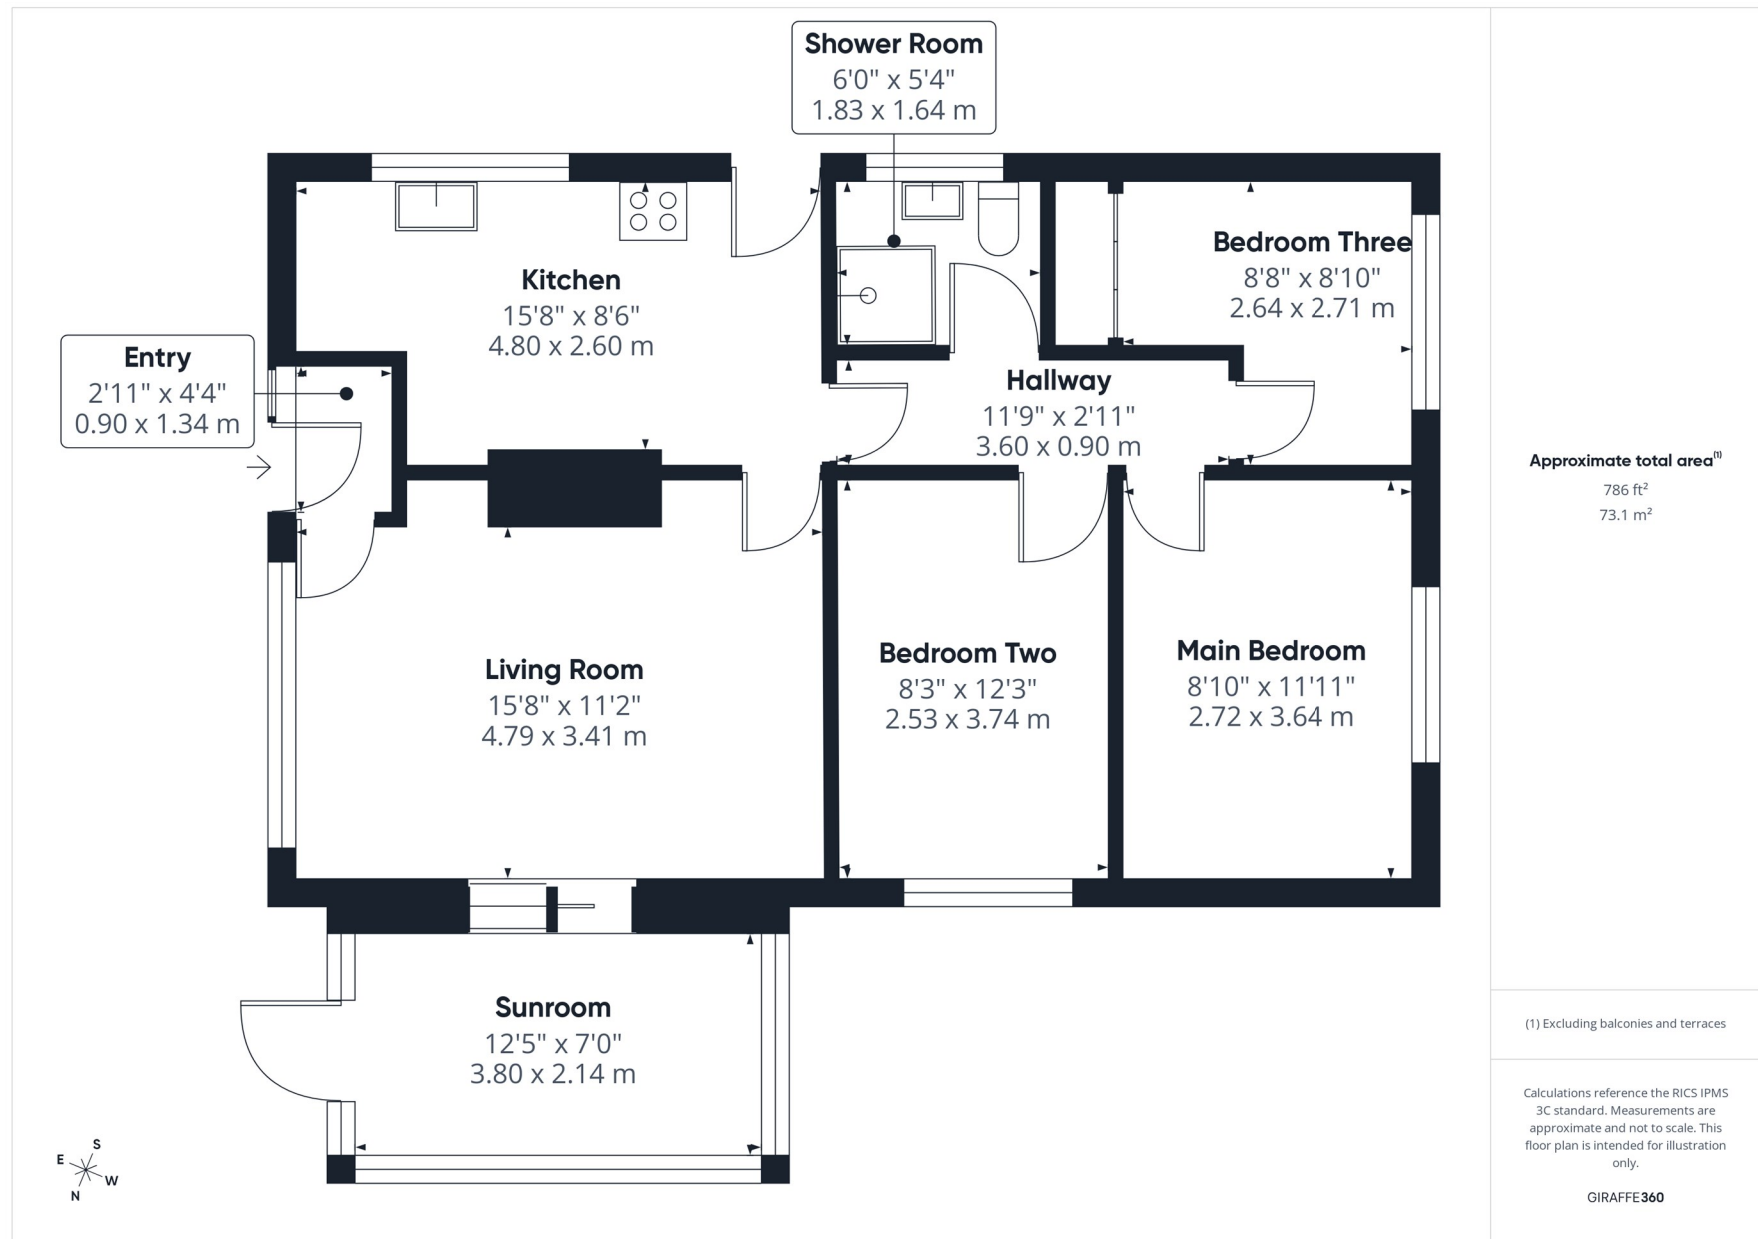 Shower Room
6'0" x 5'4"
1.83 x 1.64 m
Kitchen
15'8" x 8'6"
4.80 x 2.60 m
Bedroom Three
8'8" x 8'10"
2.64 x 2.71 m
Entry
2'11" x 4'4"
0.90 x 1.34 m
Hallway
11'9" x 2'11"
3.60 x 0.90 m
Living Room
15'8" x 11'2"
4.79 x 3.41 m
Bedroom Two
8'3" x 12'3"
2.53 x 3.74 m
Main Bedroom
8'10" x 11'11"
2.72 x 3.64 m
Sunroom
12'5" x 7'0"
3.80 x 2.14 m
S
E
W
N
Approximate total area(1)
786 ft²
73.1 m²
(1) Excluding balconies and terraces
Calculations reference the RICS IPMS
3C standard. Measurements are
approximate and not to scale. This
floor plan is intended for illustration
only.
GIRAFFE360